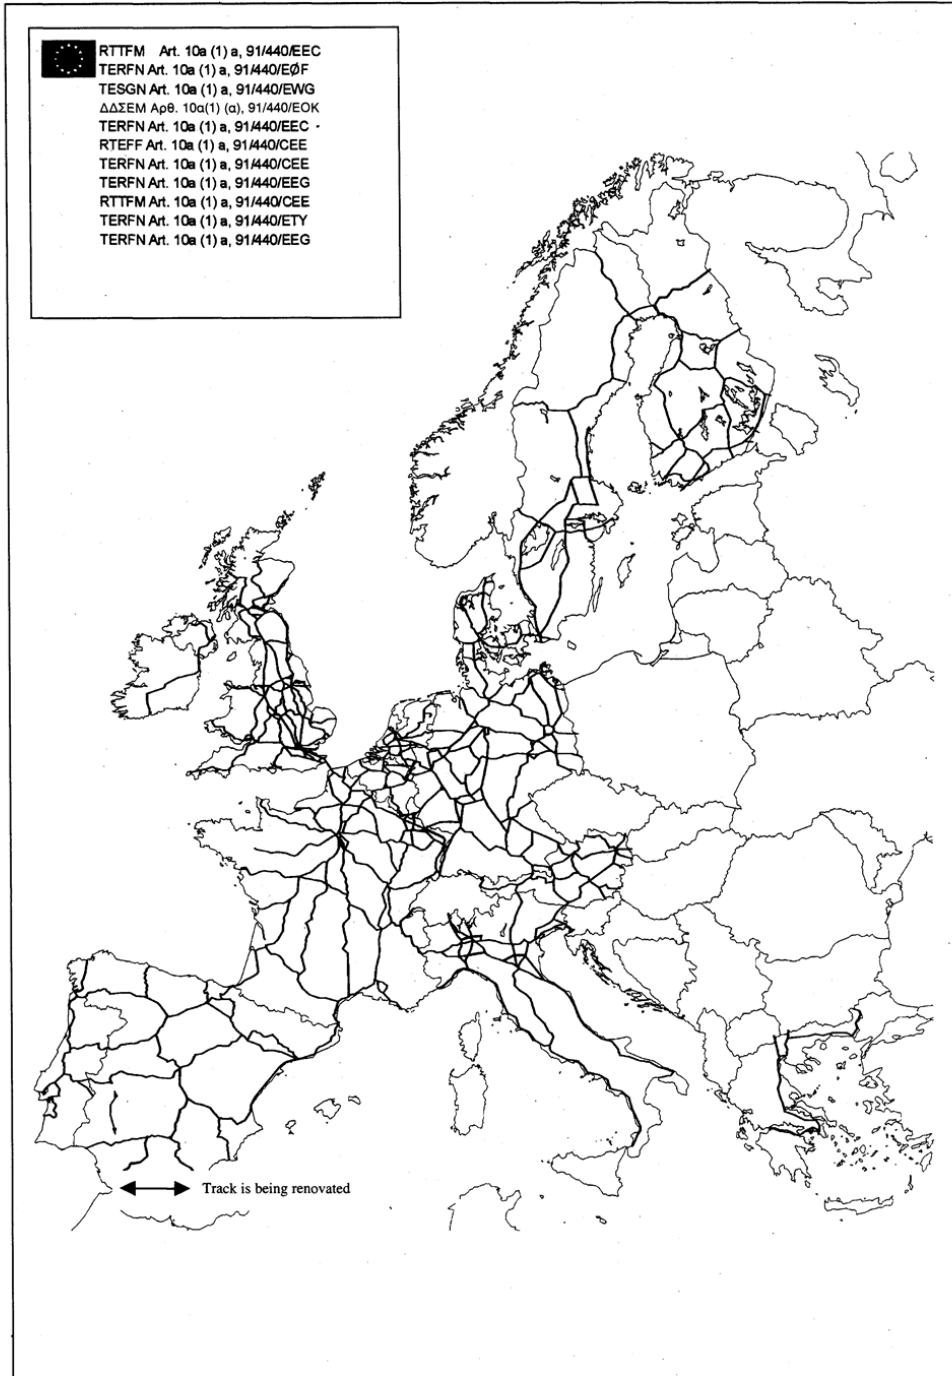 RTTFM Art. 10a (1) a, 91/440/EEC
TERFN Art. 10a (1) a, 91/440/EØF
TESGN Art. 10a (1) a, 91/440/EWG
ΔΔΣΕΜ Αρθ. 10α(1) (α), 91/440/ΕΟΚ
TERFN Art. 10a (1) a, 91/440/EEC
RTEFF Art. 10a (1) a, 91/440/CEE
TERFN Art. 10a (1) a, 91/440/CEE
TERFN Art. 10a (1) a, 91/440/EEG
RTTFM Art. 10a (1) a, 91/440/CEE
TERFN Art. 10a (1) a, 91/440/ETY
TERFN Art. 10a (1) a, 91/440/EEG
Track is being renovated